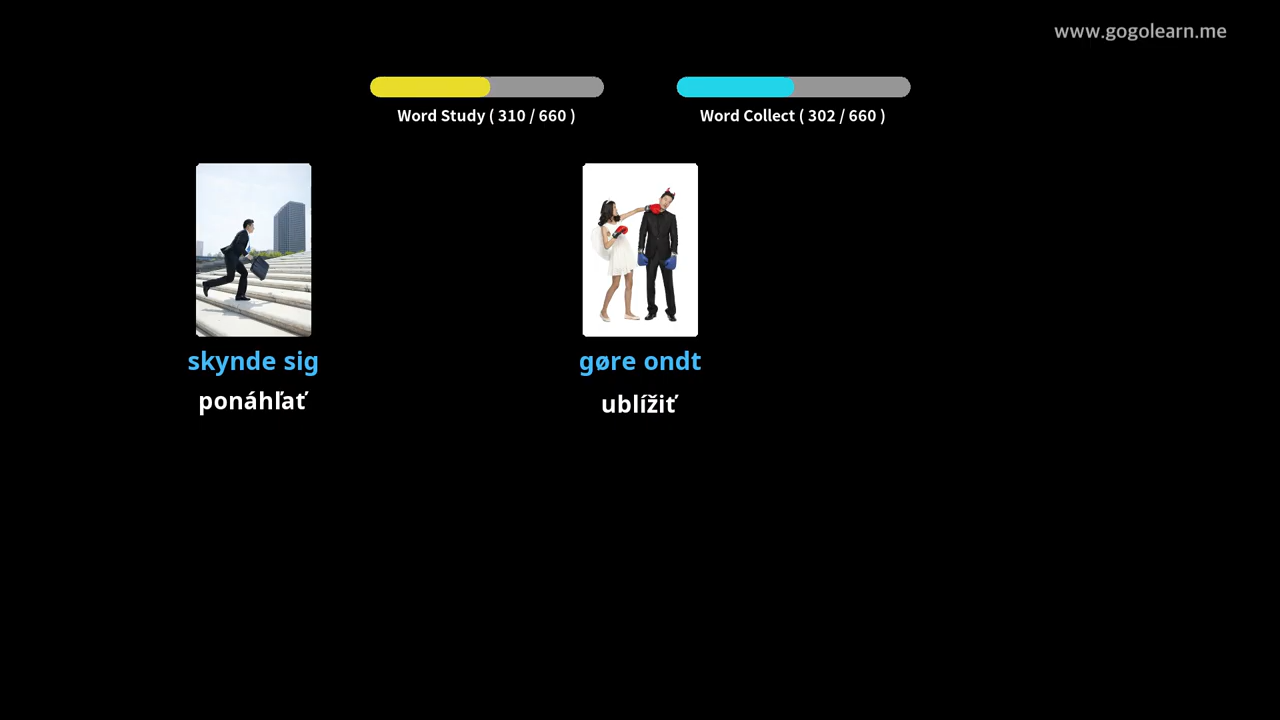 www.gogolearn.me
Word Study ( 310 / 660 )
Word Collect ( 302 / 660 )
skynde sig
gøre ondt
ponáhľať
ublížiť